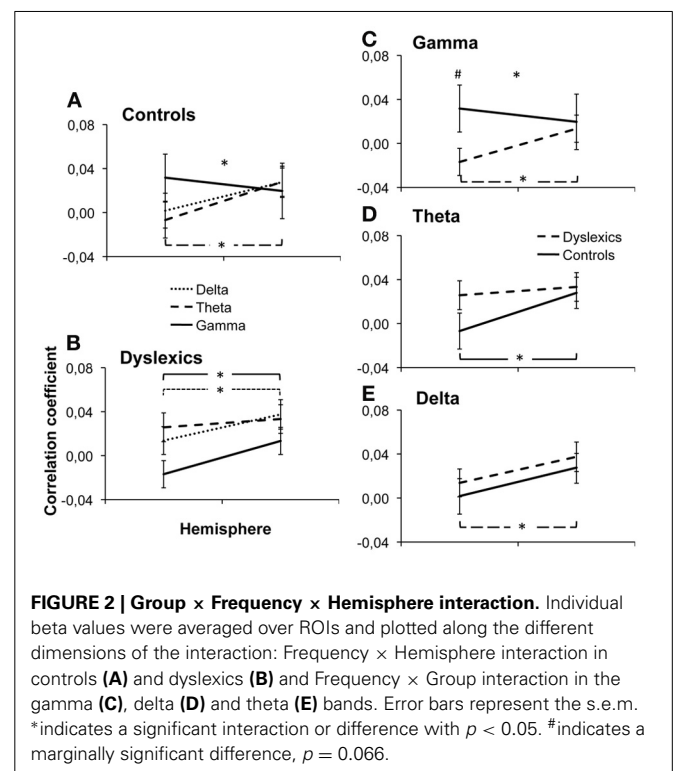 A
Controls
0,08
0,04
0,00
-0,04
*
*
Delta
Theta
Gamma
B
Dyslexics
0,08
0,04
0,00
-0,04
*
*
Correlation coefficient
Hemisphere
C
Gamma
0,08
0,04
0,00
-0,04
#
*
*
D
Theta
0,08
0,04
0,00
-0,04
Dyslexics
Controls
*
E
Delta
0,08
0,04
0,00
-0,04
*
FIGURE 2 | Group × Frequency × Hemisphere interaction. Individual
beta values were averaged over ROIs and plotted along the different
dimensions of the interaction: Frequency × Hemisphere interaction in
controls (A) and dyslexics (B) and Frequency × Group interaction in the
gamma (C), delta (D) and theta (E) bands. Error bars represent the s.e.m.
*indicates a significant interaction or difference with p < 0.05. #indicates a
marginally significant difference, p = 0.066.